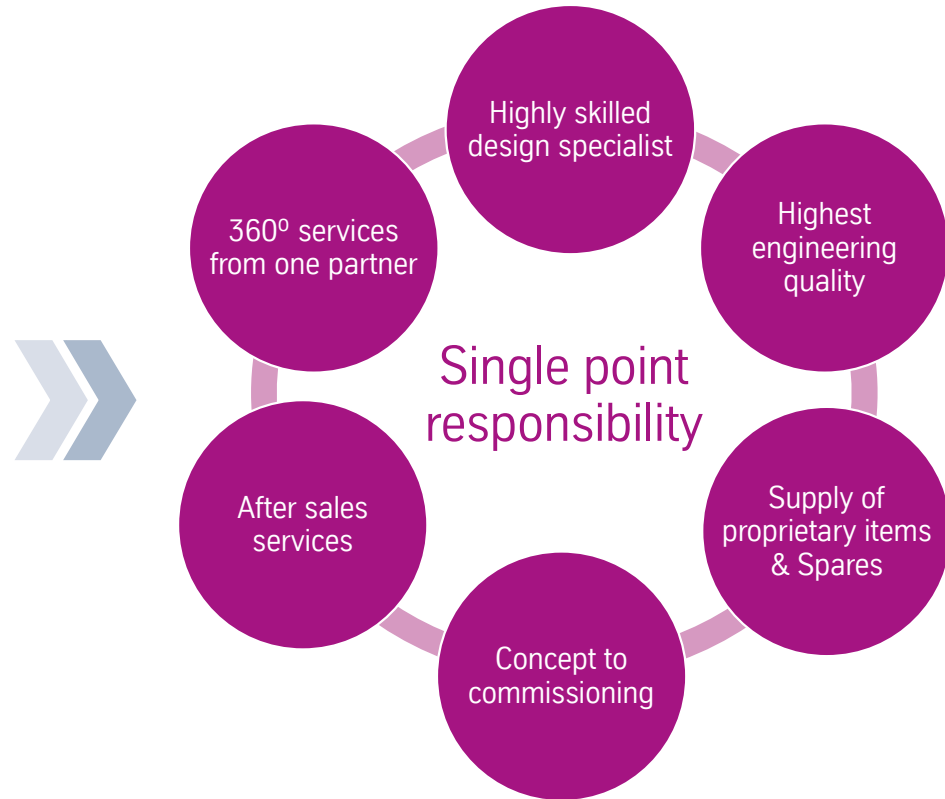 Highly skilled
design specialist
Highest
engineering
quality
Supply of
proprietary items
& Spares
Concept to
commissioning
After sales
services
360⁰ services
from one partner
Single point
responsibility